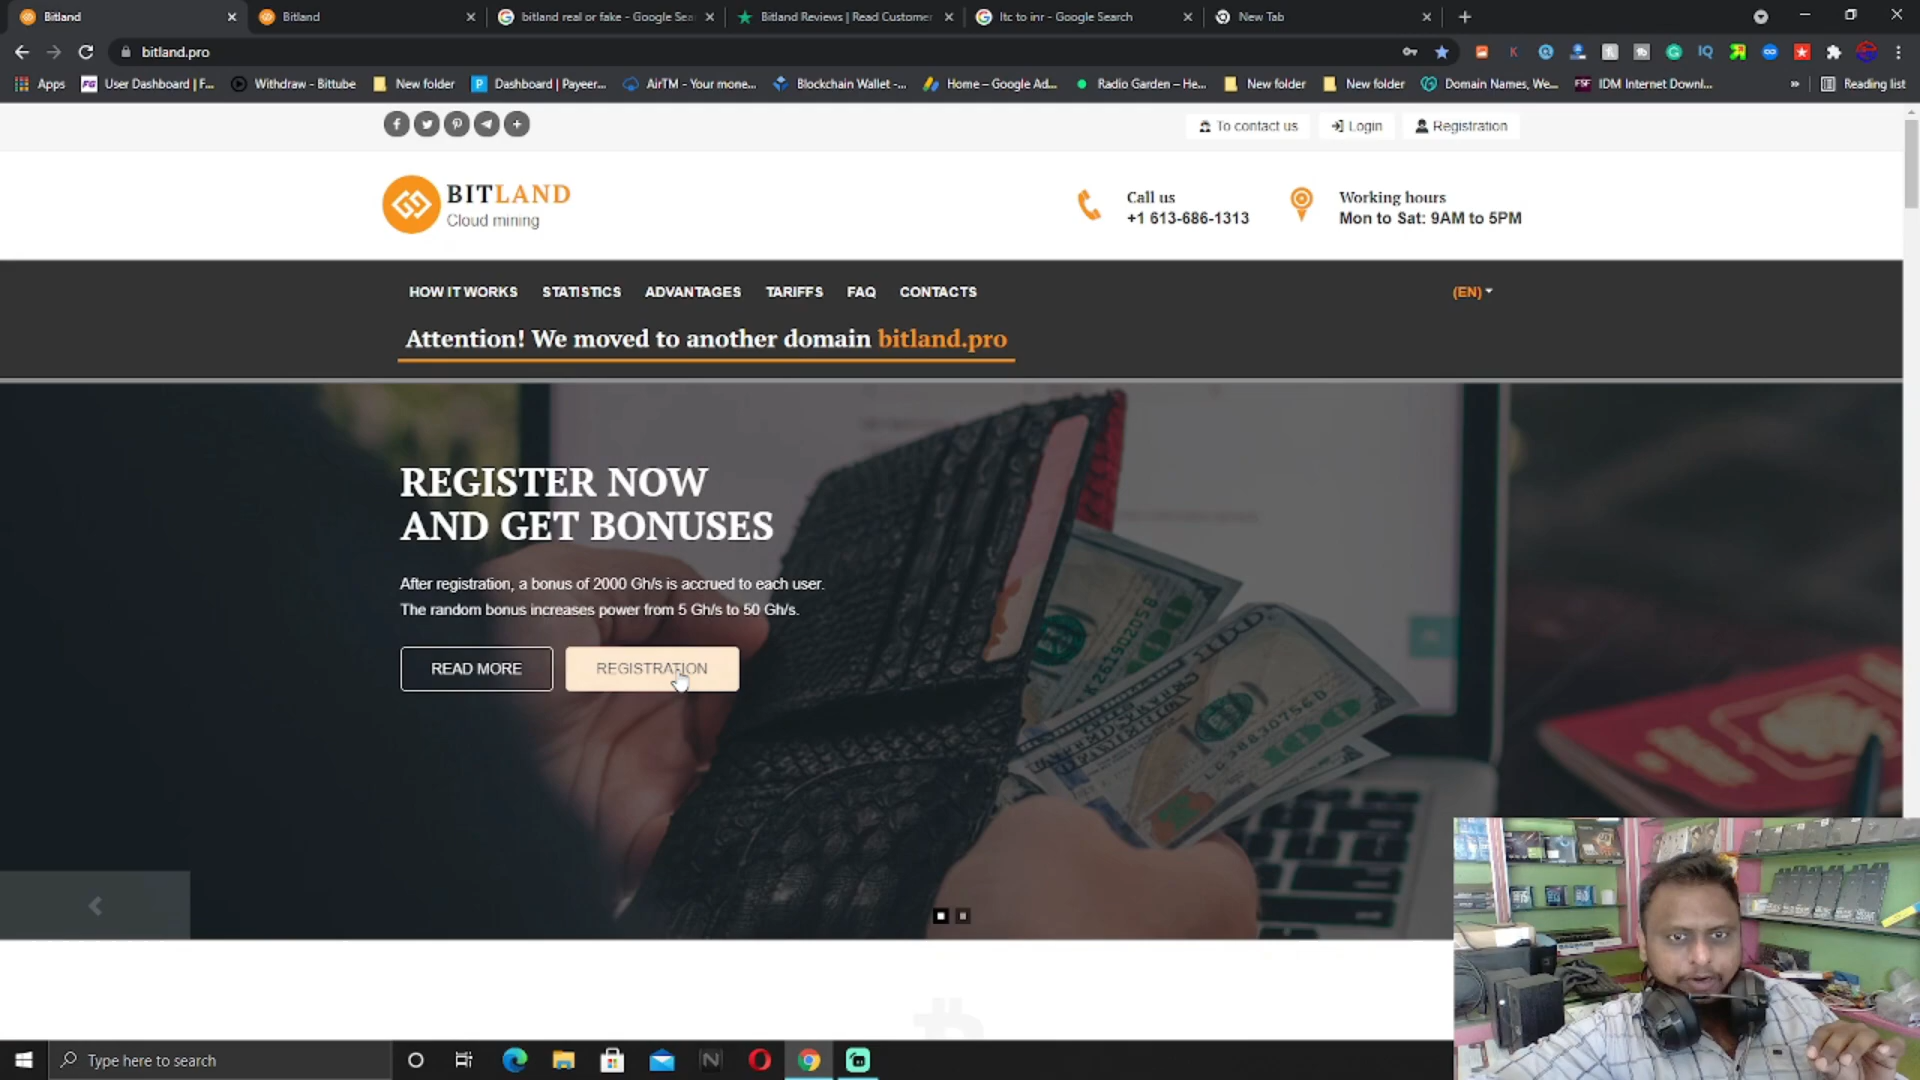 Bitland
Bitland
bitland real or fake - Google Sea
Bitland Reviews | Read Customer
ltc to inr - Google Search
New Tab
bitland.pro
Apps
User Dashboard | F...
Withdraw - Bittube
New folder
Dashboard | Payeer...
AirTM - Your mone...
Blockchain Wallet -...
Home – Google Ad...
Radio Garden – He...
New folder
New folder
Domain Names, We...
IDM Internet Downl...
Reading list
To contact us
Login
Registration
BITLAND
Cloud mining
Call us
+1 613-686-1313
Working hours
Mon to Sat: 9AM to 5PM
HOW IT WORKS
STATISTICS
ADVANTAGES
TARIFFS
FAQ
CONTACTS
(EN)
Attention! We moved to another domain bitland.pro
REGISTER NOW
AND GET BONUSES
After registration, a bonus of 2000 Gh/s is accrued to each user.
The random bonus increases power from 5 Gh/s to 50 Gh/s.
READ MORE
REGISTRATION
Type here to search